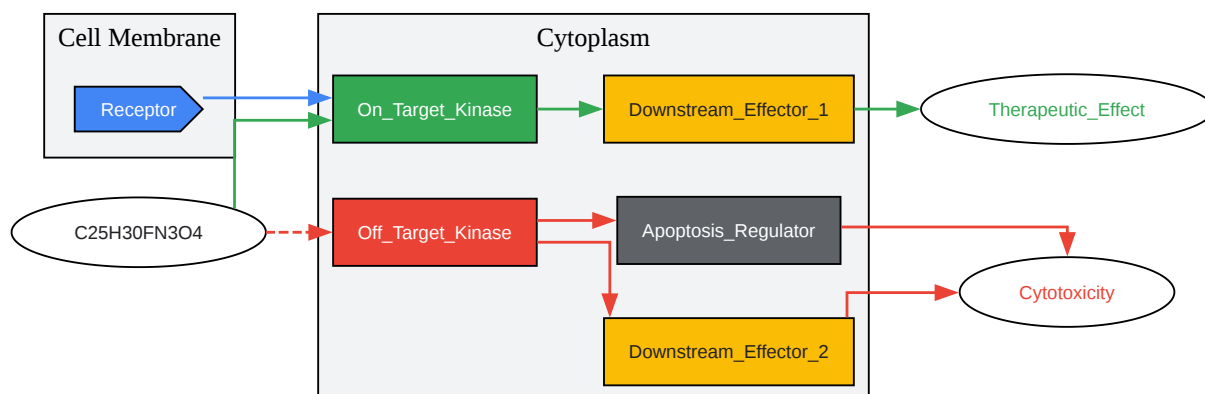 Cell Membrane
Cytoplasm
Receptor
On_Target_Kinase
Downstream_Effector_1
Therapeutic_Effect
C25H30FN3O4
Off_Target_Kinase
Apoptosis_Regulator
Cytotoxicity
Downstream_Effector_2